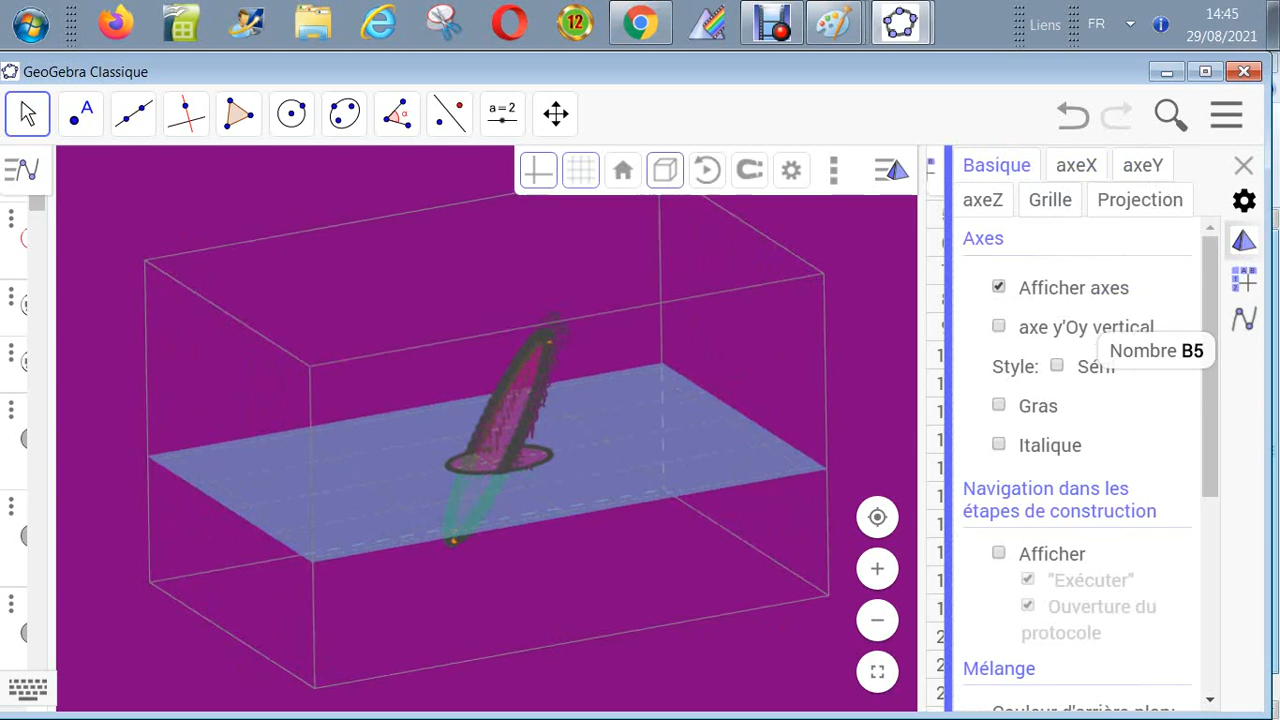 12
Liens
FR
14:45
29/08/2021
GeoGebra Classique
A
α
a=2
Basique
axeX
axeY
axeZ
Grille
Projection
Axes
Afficher axes
axe y'Oy vertical
Nombre B5
Style:
Gras
Italique
Navigation dans les
étapes de construction
Afficher
"Exécuter"
Ouverture du
protocole
Mélange